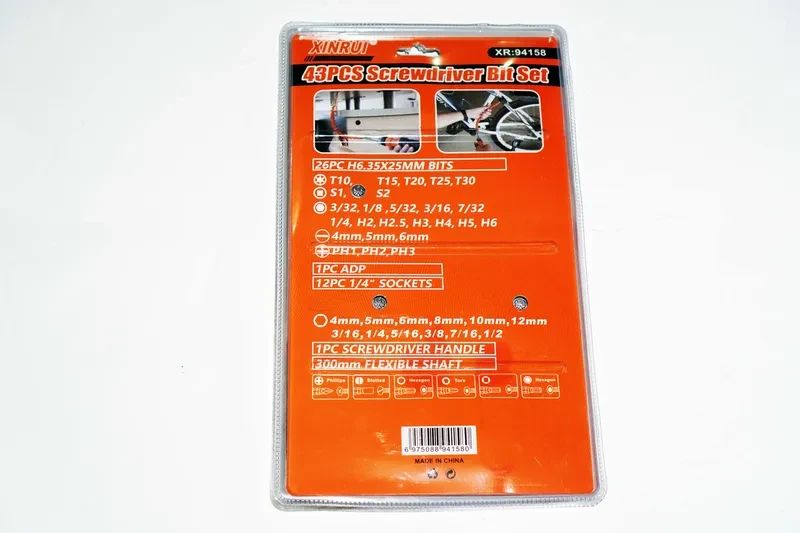 XINRUI
XR:94158
43PCS Screwdriver Bit Set
26PC H6.35X25MM BITS
T10, T15, T20, T25, T30
S1, S2
3/32, 1/8 ,5/32, 3/16, 7/32
1/4, H2, H2.5, H3, H4, H5, H6
4mm,5mm,6mm
PH1,PH2,PH3
1PC ADP
12PC 1/4" SOCKETS
4mm,5mm,6mm,8mm,10mm,12mm
3/16,1/4,5/16,3/8,7/16,1/2
1PC SCREWDRIVER HANDLE
300mm FLEXIBLE SHAFT
Phillips Slotted Hexagon Torx Hexagon
6 975088 941580
MADE IN CHINA